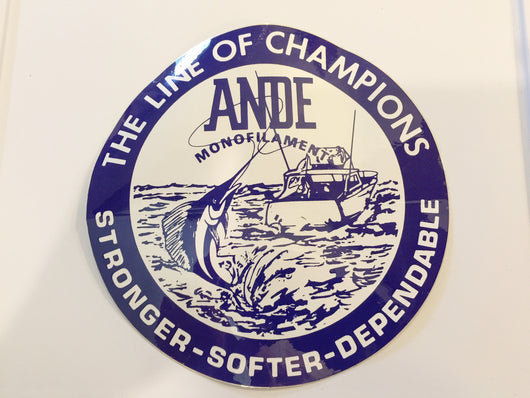 THE LINE OF CHAMPIONS
ANDE
MONOFILAMENT
STRONGER-SOFTER-DEPENDABLE